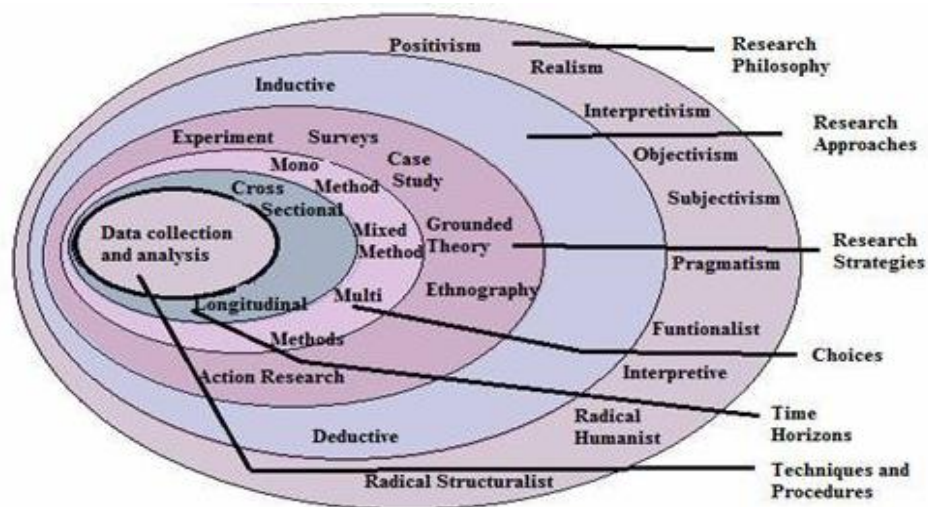 Positivism
Realism
Research
Philosophy
Inductive
Interpretivism
Experiment
Surveys
Research
Approaches
Mono
Method
Case
Study
Objectivism
Cross
Sectional
Subjectivism
Data collection
and analysis
Mixed
Method
Grounded
Theory
Research
Strategies
Pragmatism
Longitudinal
Multi
Methods
Ethnography
Funtionalist
Choices
Action Research
Interpretive
Radical
Humanist
Time
Horizons
Deductive
Radical Structuralist
Techniques and
Procedures